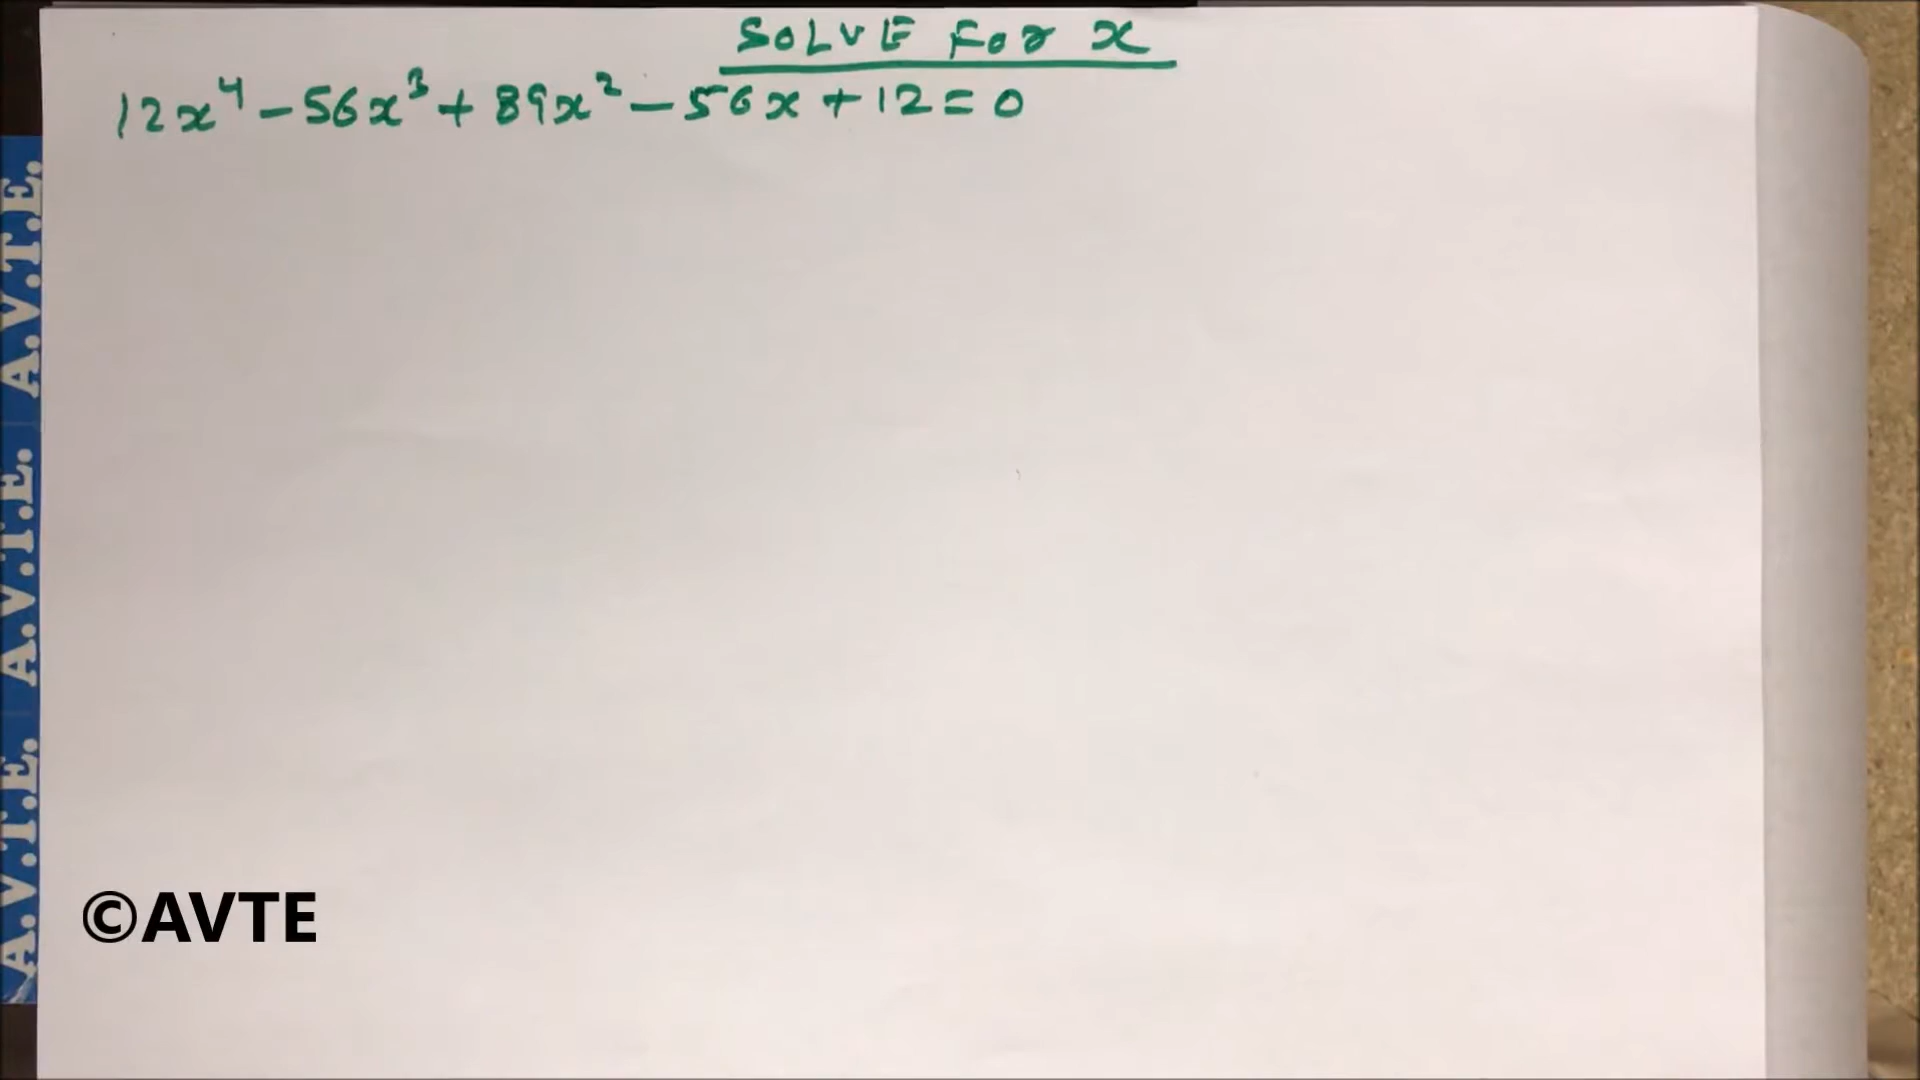 SOLVE FOR x
12x⁴ - 56x³ + 89x² - 56x + 12 = 0
A.V.T.E. A.V.T.E. A.V.T.E.
©AVTE